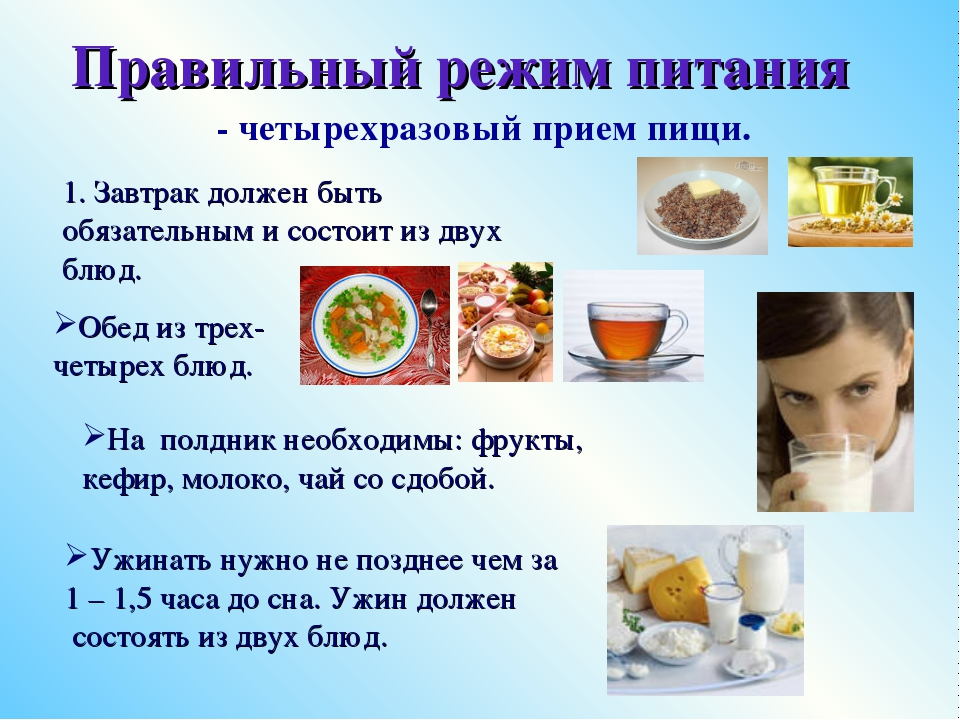 Правильный режим питания
- четырехразовый прием пищи.
1. Завтрак должен быть
обязательным и состоит из двух
блюд.
➢Обед из трех-
четырех блюд.
➢На полдник необходимы: фрукты,
кефир, молоко, чай со сдобой.
➢Ужинать нужно не позднее чем за
1 – 1,5 часа до сна. Ужин должен
состоять из двух блюд.